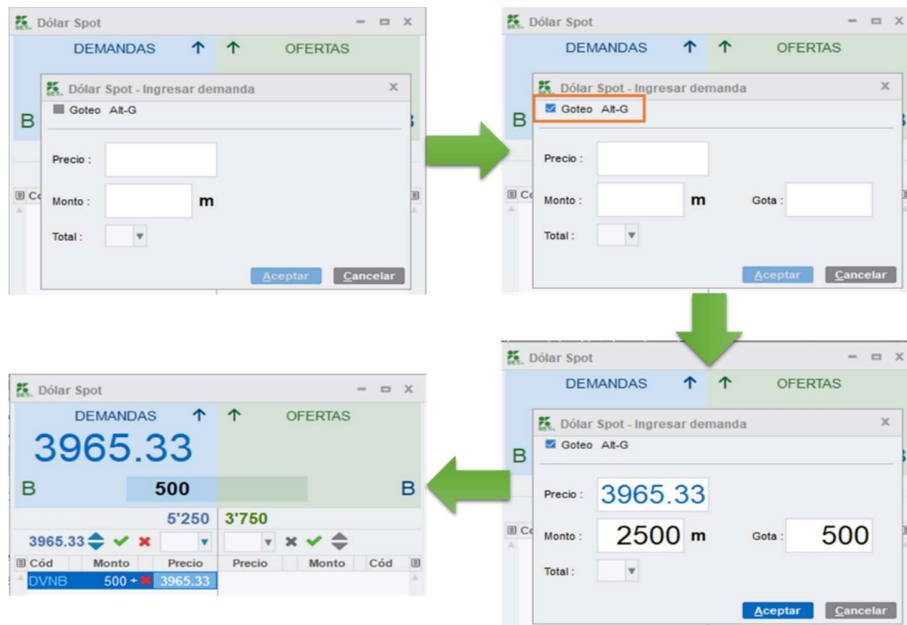 Dólar Spot
DEMANDAS OFERTAS
Dólar Spot - Ingresar demanda
Goteo Alt-G
B
Precio :
Monto : m
Total :
Aceptar Cancelar
Dólar Spot
DEMANDAS OFERTAS
Dólar Spot - Ingresar demanda
Goteo Alt-G
B
Precio :
Monto : m Gota :
Total :
Aceptar Cancelar
Dólar Spot
DEMANDAS OFERTAS
Dólar Spot - Ingresar demanda
Goteo Alt-G
B
Precio : 3965.33
Monto : 2500 m Gota : 500
Total :
Aceptar Cancelar
Dólar Spot
DEMANDAS OFERTAS
3965.33
B 500 B
5'250 3'750
3965.33
Cód Monto Precio Precio Monto Cód
DVNB 500 + 3965.33